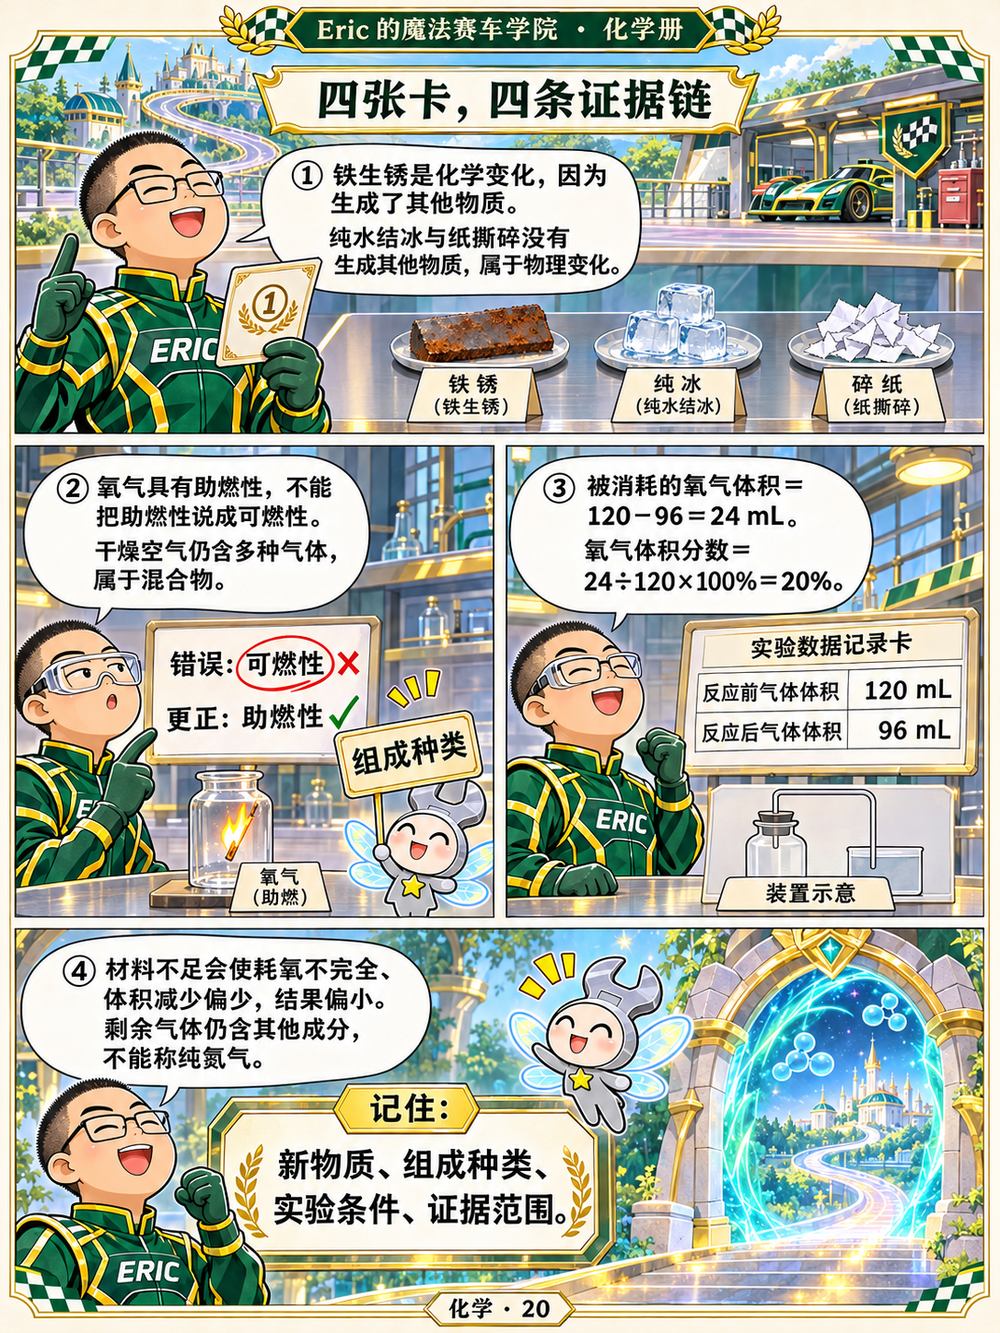 Eric 的魔法赛车学院 · 化学册
四张卡，四条证据链
① 铁生锈是化学变化，因为
生成了其他物质。
纯水结冰与纸撕碎没有
生成其他物质，属于物理变化。
①
ERIC
铁锈
（铁生锈）
纯冰
（纯水结冰）
碎纸
（纸撕碎）
② 氧气具有助燃性，不能
把助燃性说成可燃性。
干燥空气仍含多种气体，
属于混合物。
错误：可燃性 ✗
更正：助燃性 ✓
组成种类
E
氧气
（助燃）
③ 被消耗的氧气体积＝
120－96＝24 mL。
氧气体积分数＝
24÷120×100%＝20%。
实验数据记录卡
反应前气体体积 120 mL
反应后气体体积 96 mL
ERIC
装置示意
④ 材料不足会使耗氧不完全、
体积减少偏少，结果偏小。
剩余气体仍含其他成分，
不能称纯氮气。
记住：
新物质、组成种类、
实验条件、证据范围。
ERIC
化学 · 20